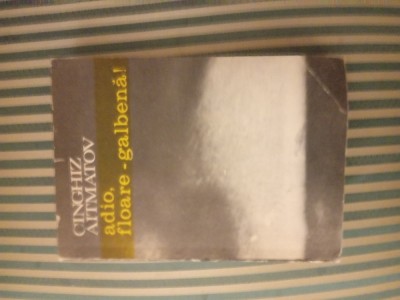 CINGHIZ
AITMATOV
adio,
floare-galbenă!